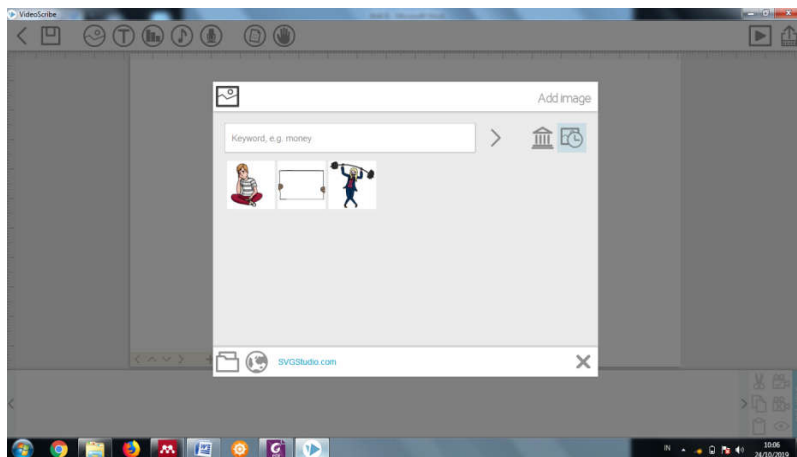 VideoScribe
Add image
Keyword, e.g. money
SVGStudio.com
IN
10:06
24/10/2019